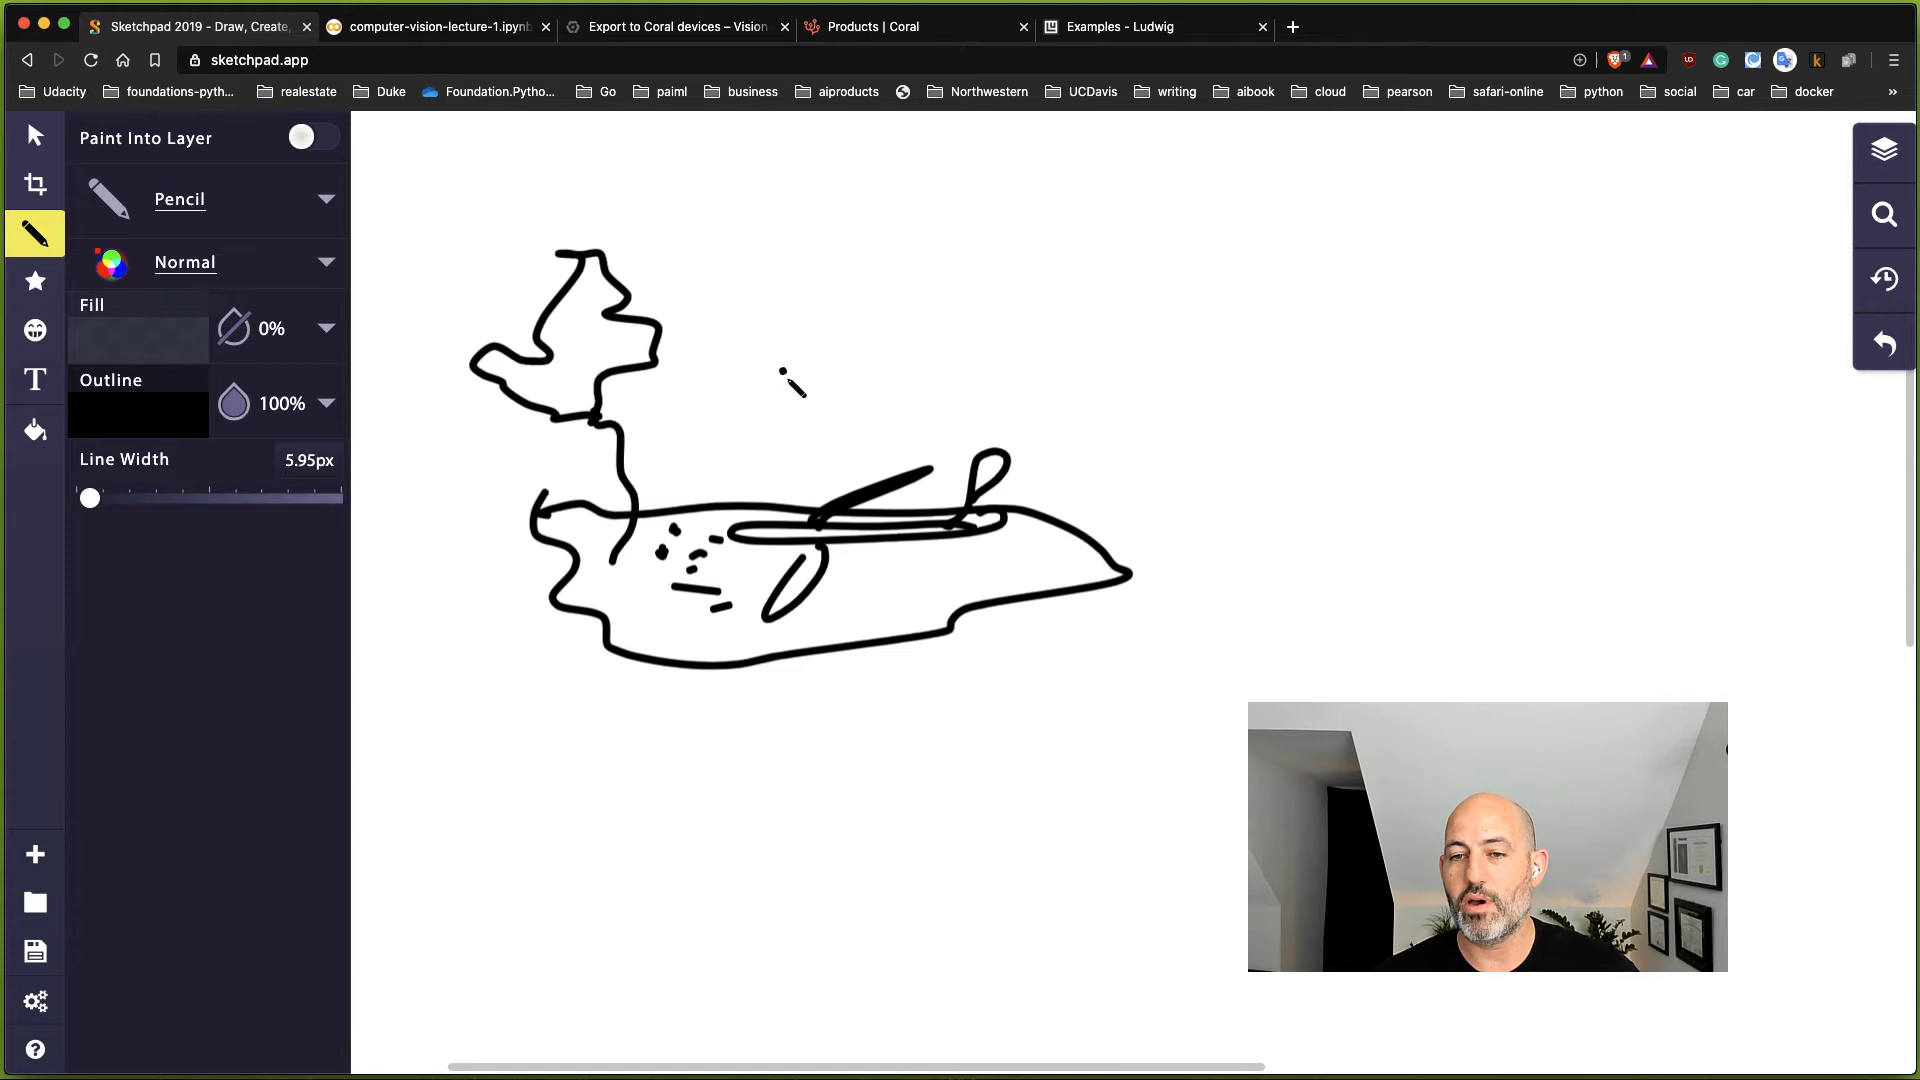 Sketchpad 2019 - Draw, Create,
computer-vision-lecture-1.ipynb
Export to Coral devices – Vision
Products | Coral
Examples - Ludwig
sketchpad.app
1
Udacity
foundations-pyth...
realestate
Duke
Foundation.Pytho...
Go
paiml
business
aiproducts
Northwestern
UCDavis
writing
aibook
cloud
pearson
safari-online
python
social
car
docker
»
Paint Into Layer
Pencil
Normal
Fill
0%
Outline
100%
Line Width
5.95px
T
?